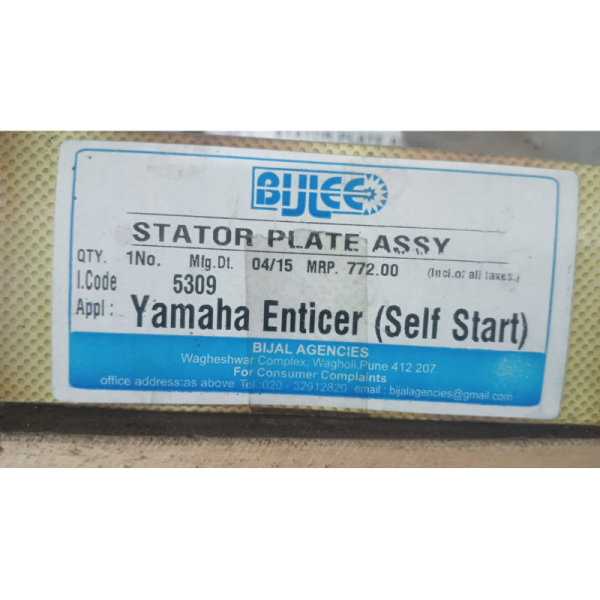 BIJLEE
STATOR PLATE ASSY
QTY. 1No. Mfg.Dt. 04/15 MRP. 772.00 (Incl.of all taxes.)
I.Code 5309
Appl : Yamaha Enticer (Self Start)
BIJAL AGENCIES
Wagheshwar Complex, Wagholi,Pune 412 207.
For Consumer Complaints
office address:as above Tel.:020 - 32912820 email : bijalagencies@gmail.com